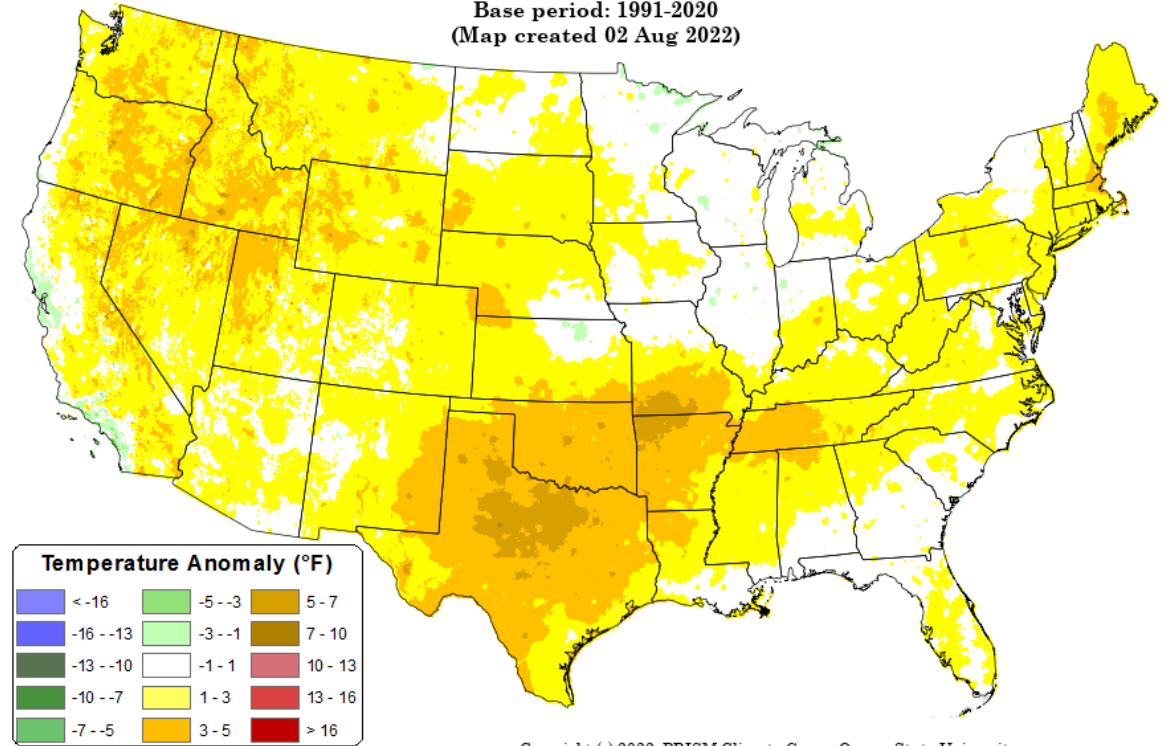 Base period: 1991-2020
(Map created 02 Aug 2022)
Temperature Anomaly (°F)
< -16
-16 - -13
-13 - -10
-10 - -7
-7 - -5
-5 - -3
-3 - -1
-1 - 1
1 - 3
3 - 5
5 - 7
7 - 10
10 - 13
13 - 16
> 16